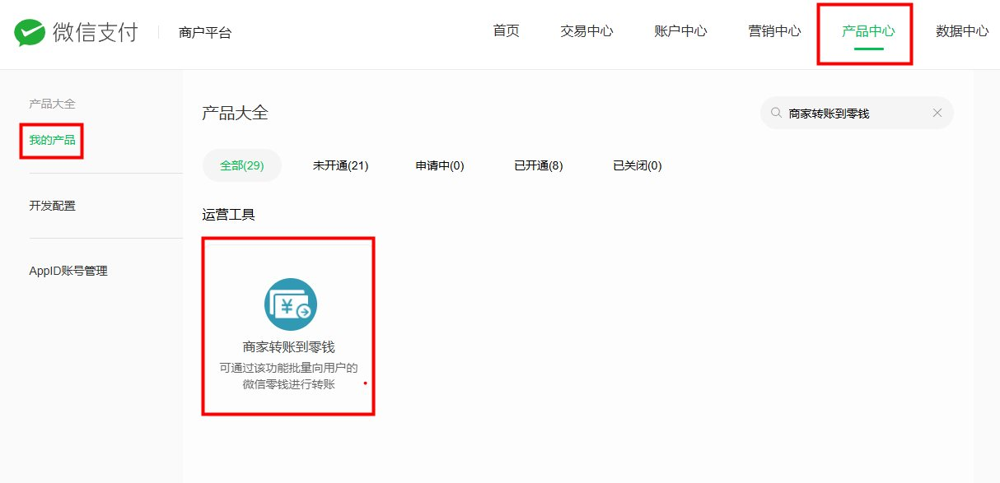 微信支付 商户平台 首页 交易中心 账户中心 营销中心 产品中心 数据中心
产品大全
我的产品
开发配置
AppID账号管理
产品大全
商家转账到零钱
全部(29) 未开通(21) 申请中(0) 已开通(8) 已关闭(0)
运营工具
¥
商家转账到零钱
可通过该功能批量向用户的
微信零钱进行转账